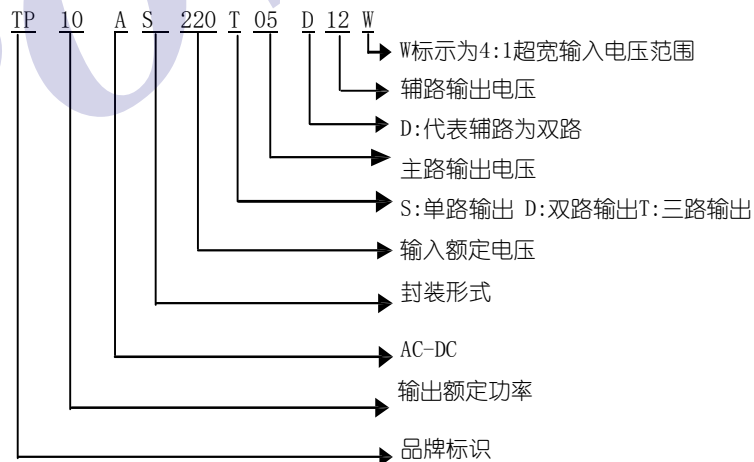 TP 10 A S 220 T 05 D 12 W
W标示为4:1超宽输入电压范围
辅路输出电压
D:代表辅路为双路
主路输出电压
S:单路输出 D:双路输出T:三路输出
输入额定电压
封装形式
AC-DC
输出额定功率
品牌标识